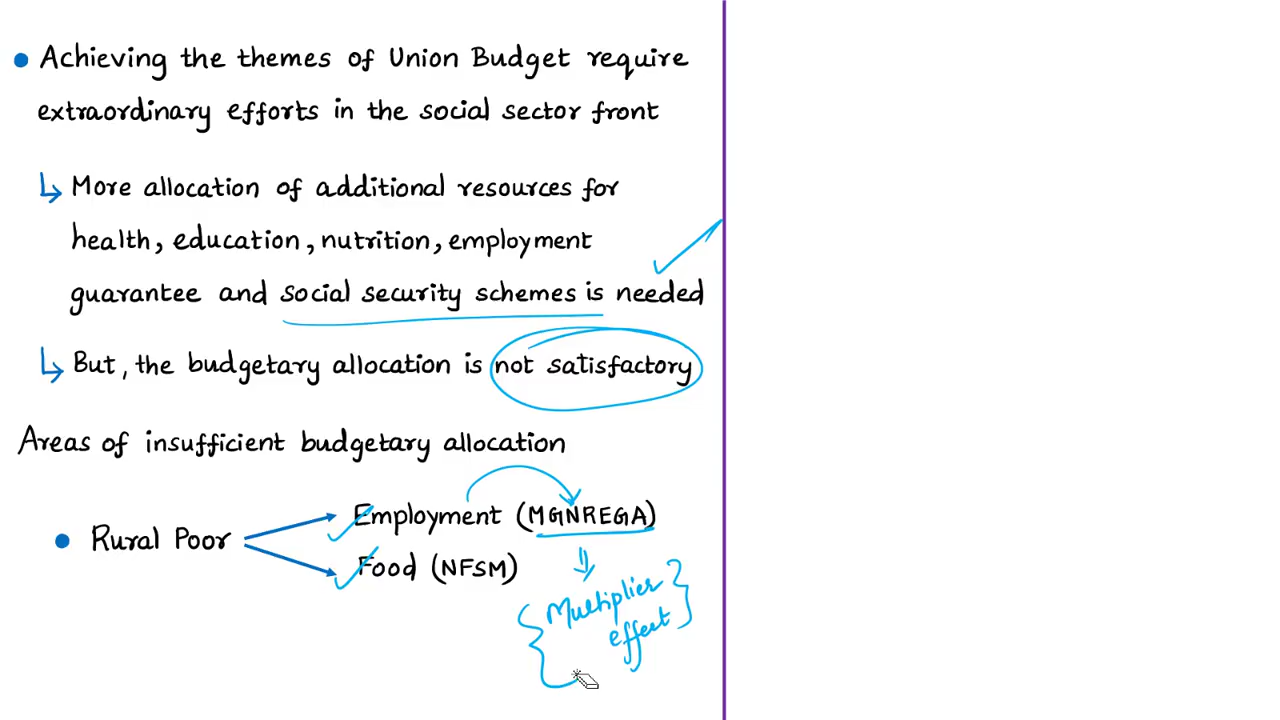 Achieving the themes of Union Budget require
extraordinary efforts in the social sector front
More allocation of additional resources for
health, education, nutrition, employment
guarantee and social security schemes is needed
But, the budgetary allocation is not satisfactory
Areas of insufficient budgetary allocation
Rural Poor
Employment (MGNREGA)
Food (NFSM)
Multiplier
effect